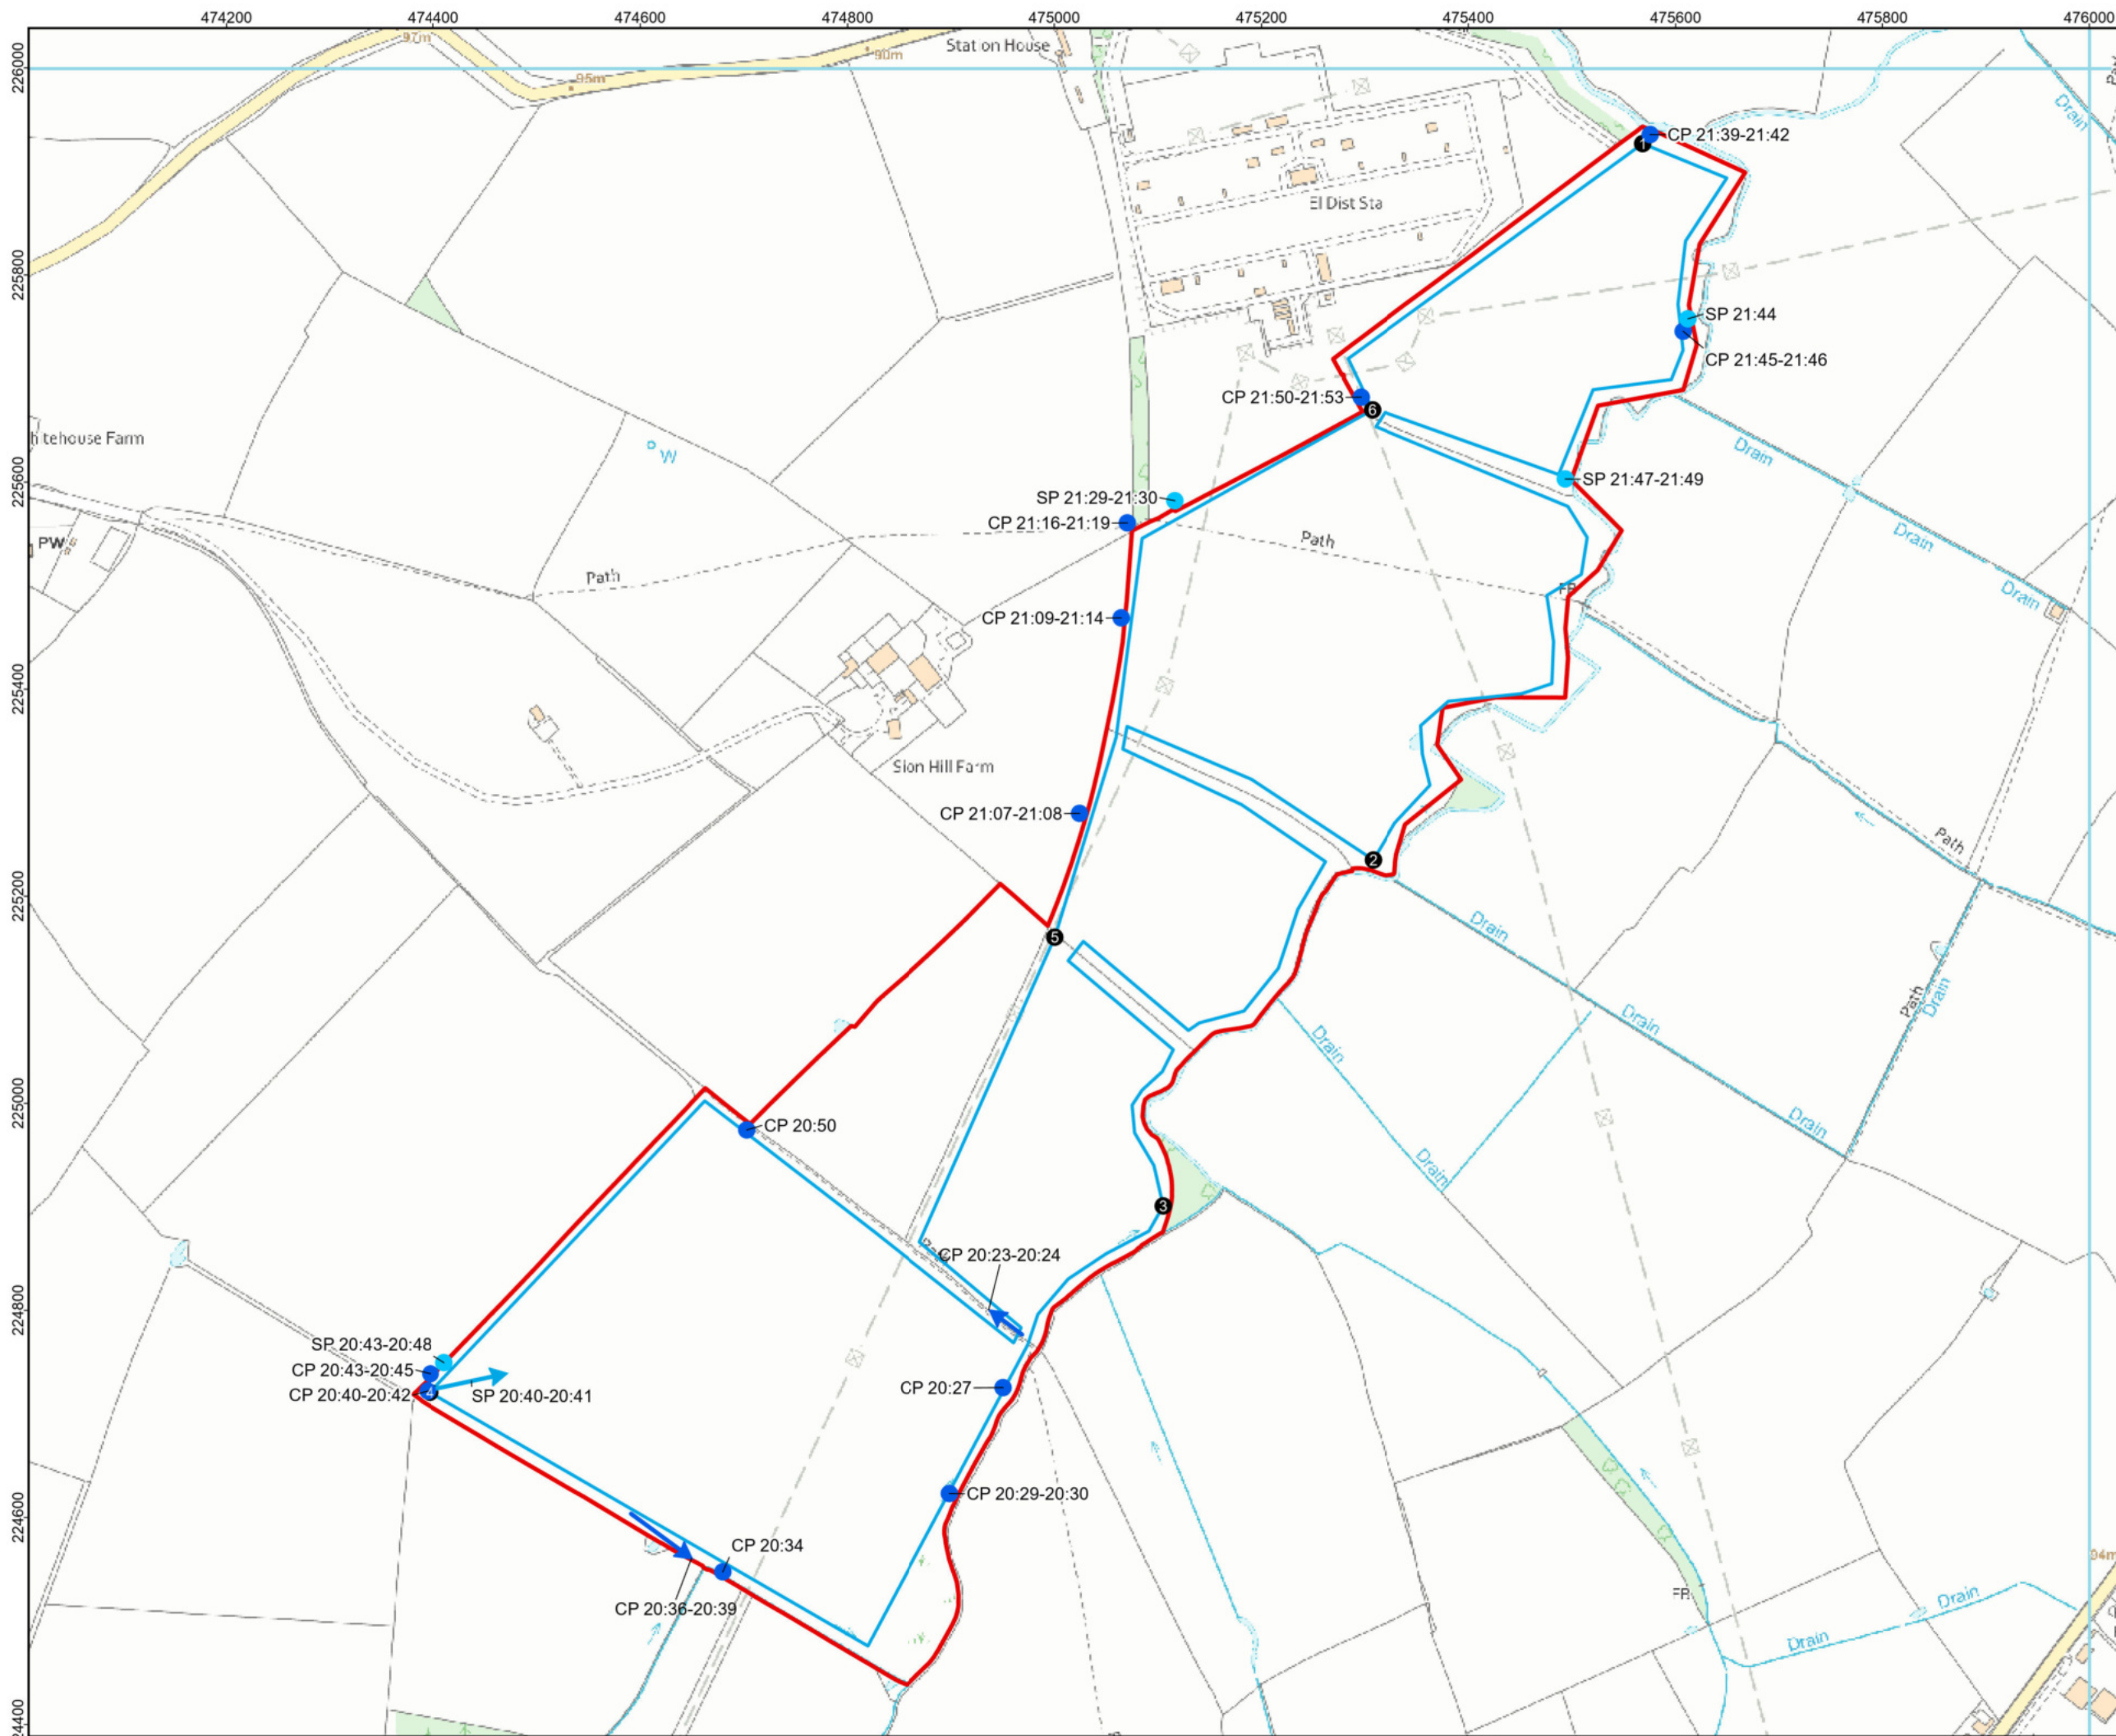 474200 474400 474600 474800 475000 475200 475400 475600 475800 476000
226000
225800
225600
225400
225200
225000
224800
224600
224400
97m
95m
90m
Stat on House
Drain
El Dist Sta
1
CP 21:39-21:42
SP 21:44
CP 21:45-21:46
CP 21:50-21:53
6
hitehouse Farm
W
Drain
SP 21:47-21:49
SP 21:29-21:30
CP 21:16-21:19
Path
Drain
PW
Path
FB
Drain
CP 21:09-21:14
Sion Hill Farm
CP 21:07-21:08
Path
2
Drain
5
Path
Drain
Drain
Drain
CP 20:50
Drain
Drain
3
CP 20:23-20:24
SP 20:43-20:48
CP 20:43-20:45
CP 20:40-20:42
4
SP 20:40-20:41
CP 20:27
CP 20:29-20:30
CP 20:34
CP 20:36-20:39
94m
FB
Drain
Drain